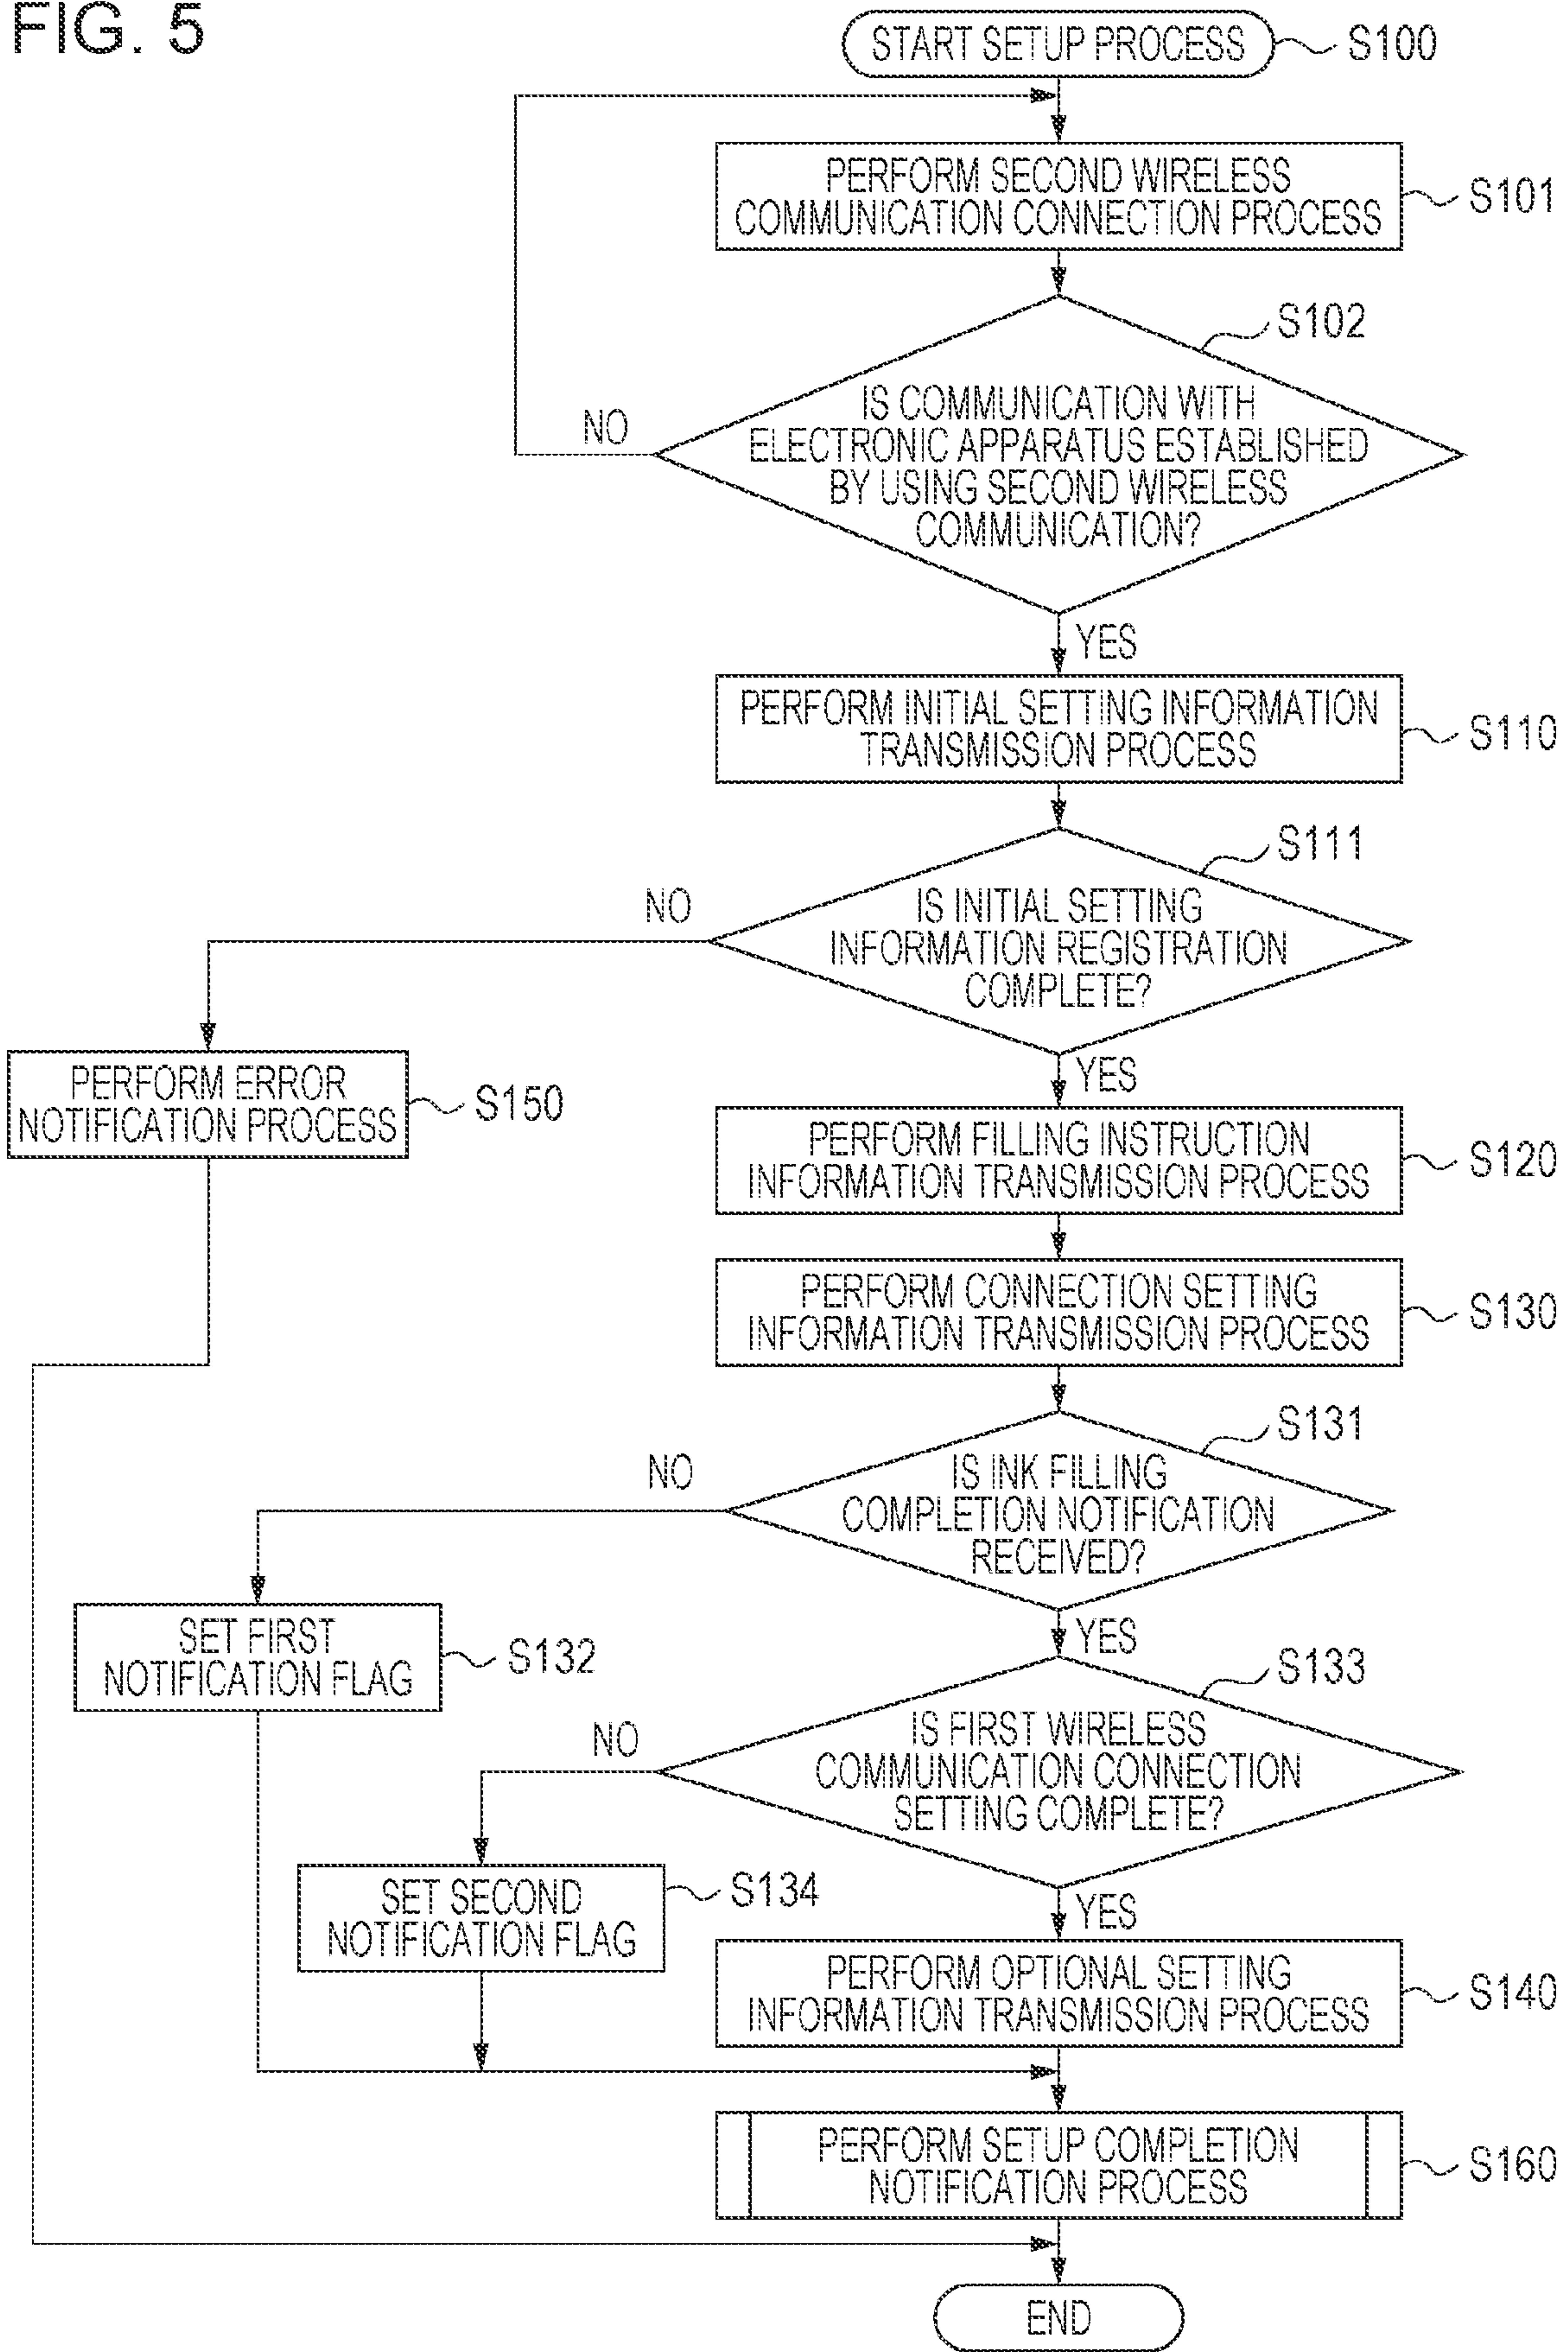 FIG. 5
START SETUP PROCESS
S100
PERFORM SECOND WIRELESS
COMMUNICATION CONNECTION PROCESS
S101
S102
IS COMMUNICATION WITH
ELECTRONIC APPARATUS ESTABLISHED
BY USING SECOND WIRELESS
COMMUNICATION?
NO
YES
PERFORM INITIAL SETTING INFORMATION
TRANSMISSION PROCESS
S110
S111
IS INITIAL SETTING
INFORMATION REGISTRATION
COMPLETE?
NO
YES
PERFORM ERROR
NOTIFICATION PROCESS
S150
PERFORM FILLING INSTRUCTION
INFORMATION TRANSMISSION PROCESS
S120
PERFORM CONNECTION SETTING
INFORMATION TRANSMISSION PROCESS
S130
S131
IS INK FILLING
COMPLETION NOTIFICATION
RECEIVED?
NO
YES
SET FIRST
NOTIFICATION FLAG
S132
S133
IS FIRST WIRELESS
COMMUNICATION CONNECTION
SETTING COMPLETE?
NO
YES
SET SECOND
NOTIFICATION FLAG
S134
PERFORM OPTIONAL SETTING
INFORMATION TRANSMISSION PROCESS
S140
PERFORM SETUP COMPLETION
NOTIFICATION PROCESS
S160
END